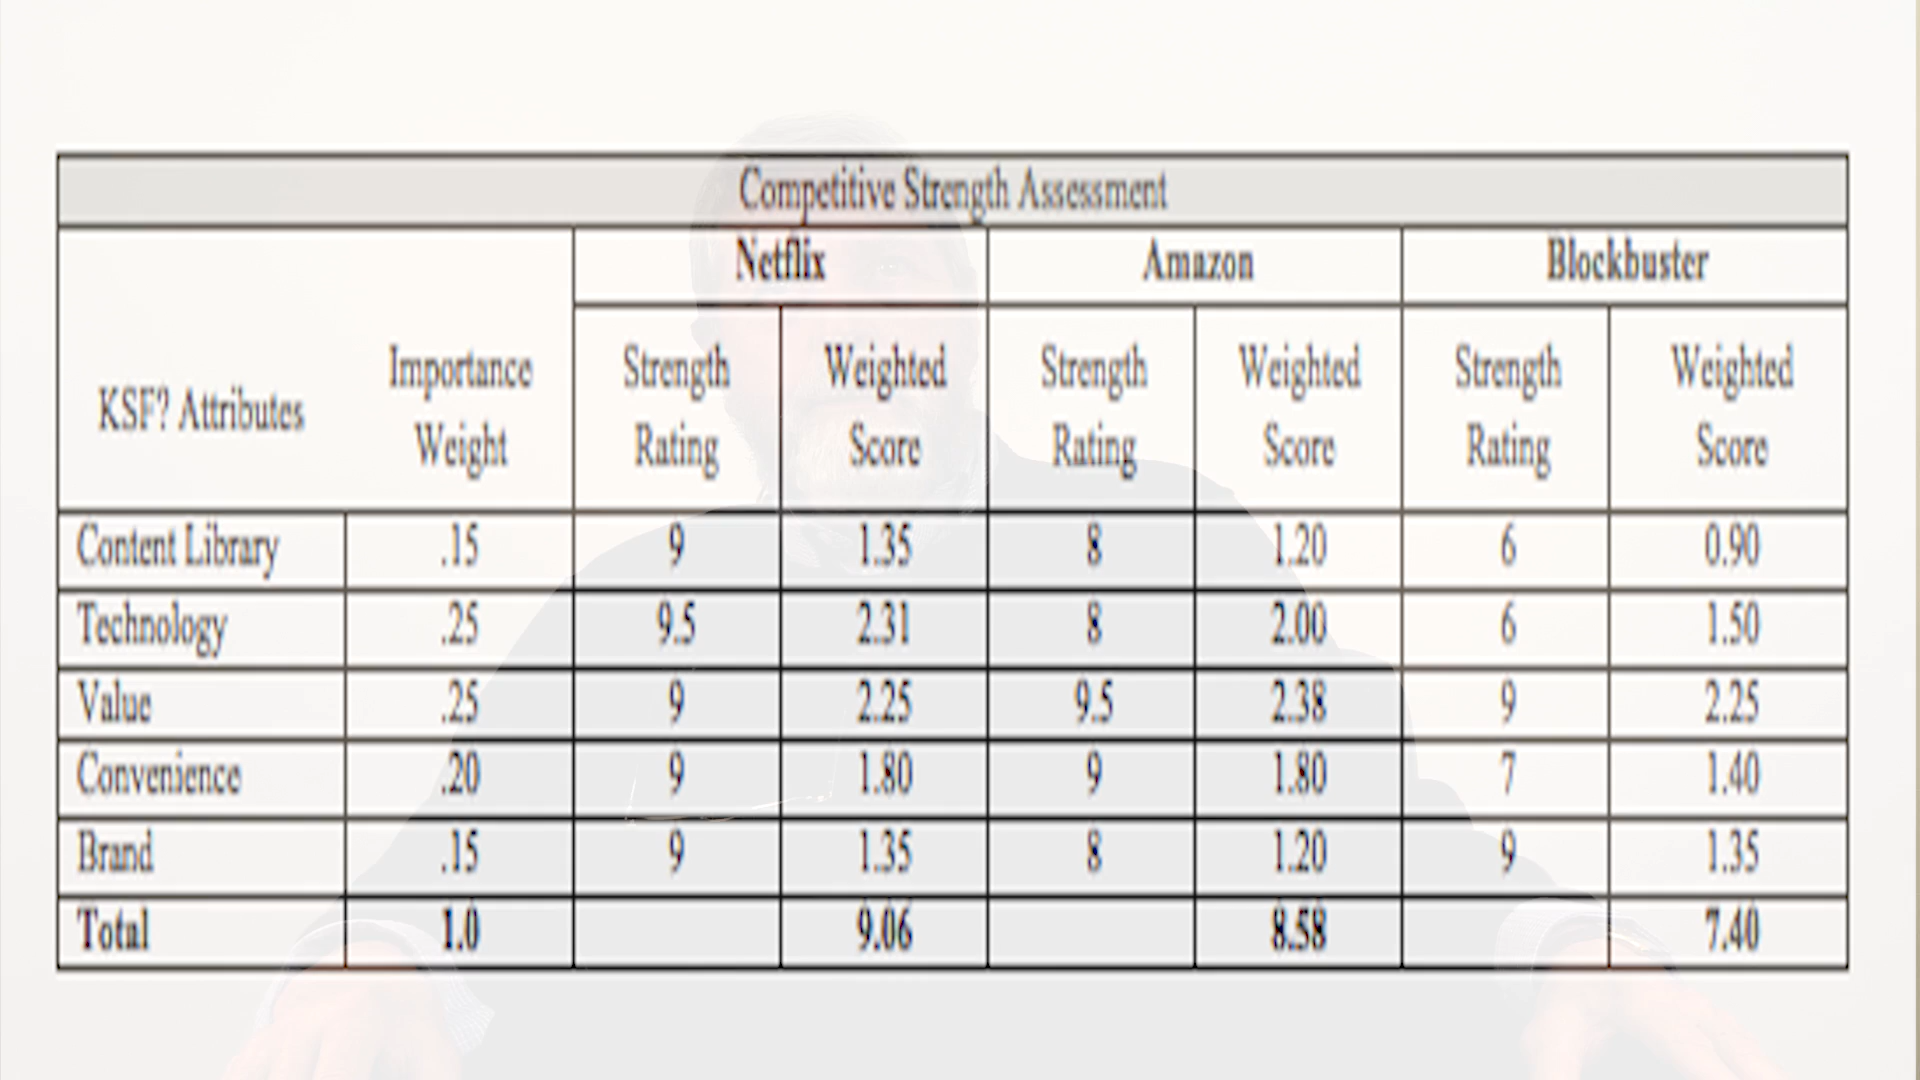 Competitive Strength Assessment
Netflix Amazon Blockbuster
KSF? Attributes Importance Weight Strength Rating Weighted Score Strength Rating Weighted Score Strength Rating Weighted Score
Content Library .15 9 1.35 8 1.20 6 0.90
Technology .25 9.5 2.31 8 2.00 6 1.50
Value .25 9 2.25 9.5 2.38 9 2.25
Convenience .20 9 1.80 9 1.80 7 1.40
Brand .15 9 1.35 8 1.20 9 1.35
Total 1.0 9.06 8.58 7.40